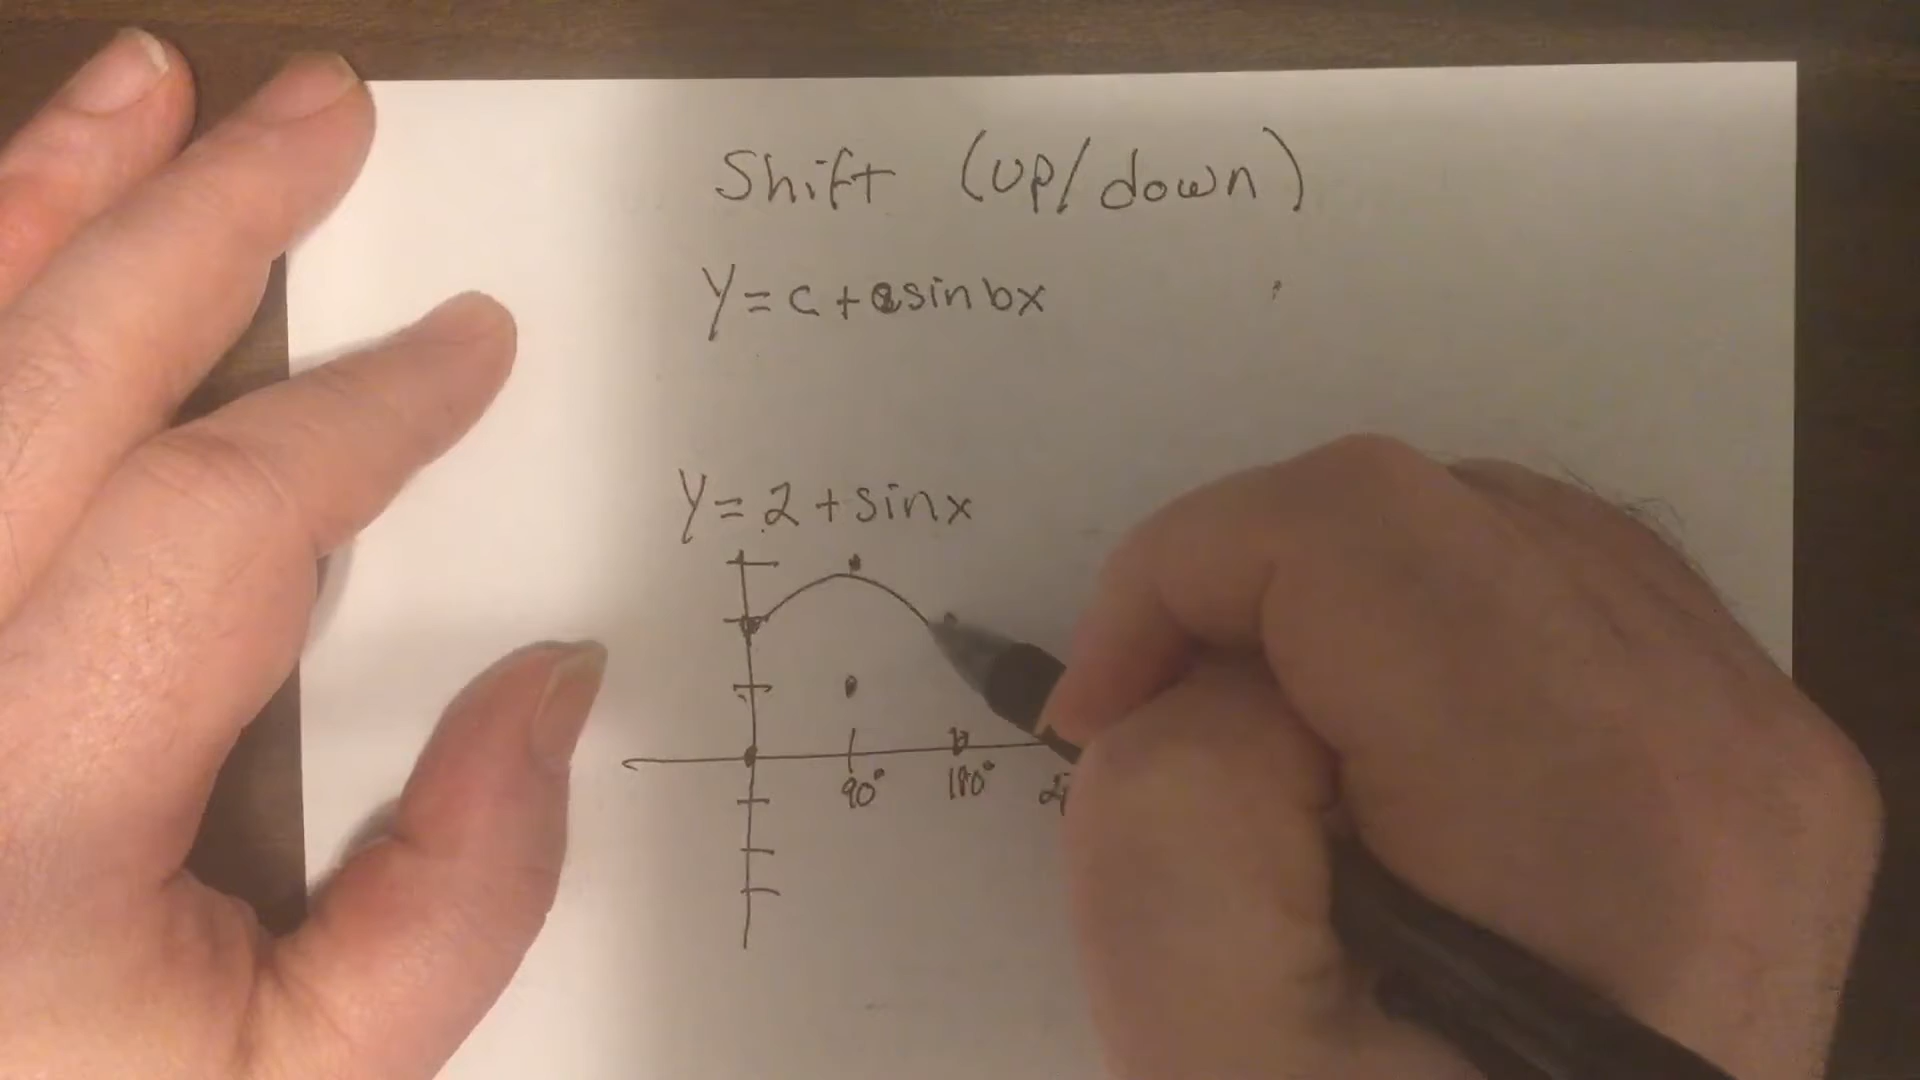 Shift (up/down)
y = c + asinbx
y = 2 + sinx
90° 180°